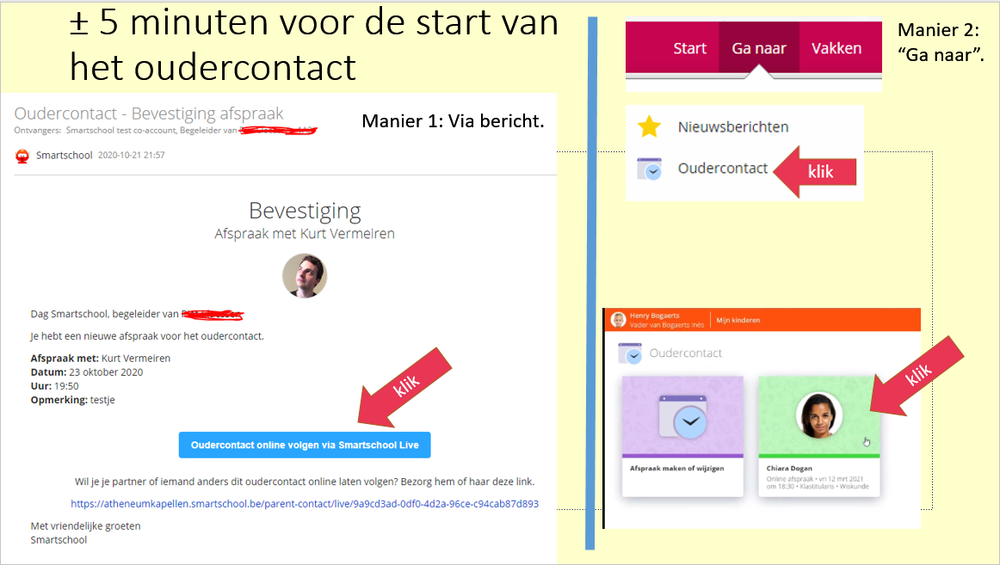 ± 5 minuten voor de start van
het oudercontact
Oudercontact - Bevestiging afspraak
Ontvangers: Smartschool test co-account, Begeleider van
Smartschool 2020-10-21 21:57
Manier 1: Via bericht.
Bevestiging
Afspraak met Kurt Vermeiren
Dag Smartschool, begeleider van
Je hebt een nieuwe afspraak voor het oudercontact.
Afspraak met: Kurt Vermeiren
Datum: 23 oktober 2020
Uur: 19:50
Opmerking: testje
klik
Oudercontact online volgen via Smartschool Live
Wil je je partner of iemand anders dit oudercontact online laten volgen? Bezorg hem of haar deze link.
https://atheneumkapellen.smartschool.be/parent-contact/live/9a9cd3ad-0df0-4d2a-96ce-c94cab87d893
Met vriendelijke groeten
Smartschool
Start Ga naar Vakken
Manier 2:
“Ga naar”.
Nieuwsberichten
Oudercontact
klik
Henry Bogaerts
Vader van Bogaerts Inès
Mijn kinderen
Oudercontact
klik
Afspraak maken of wijzigen
Chiara Dogan
Online afspraak • vri 12 mrt 2021
om 18:30 • Klastitularis • Wiskunde